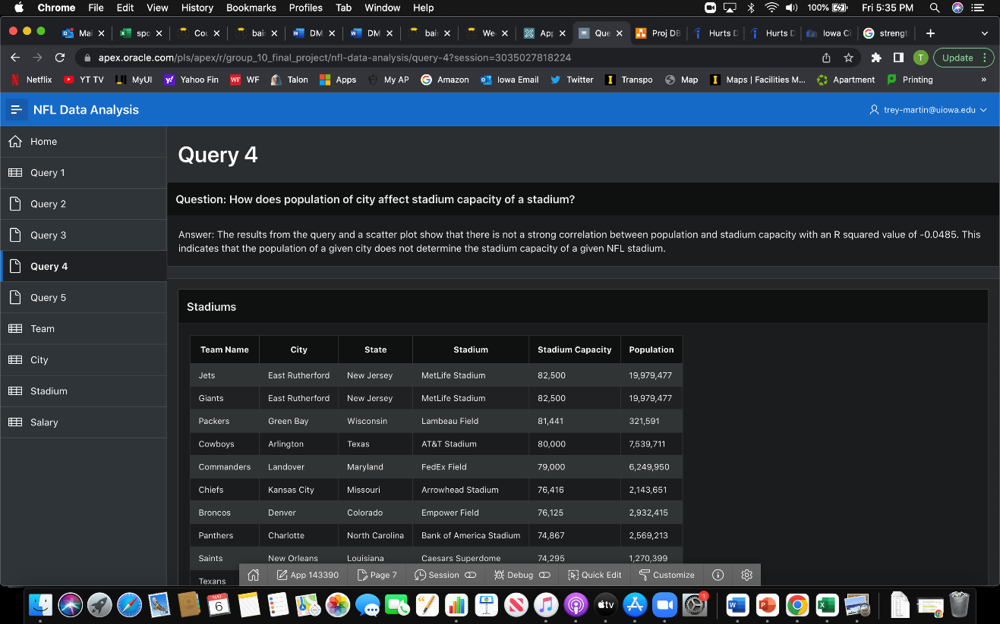 Chrome File Edit View History Bookmarks Profiles Tab Window Help 100% Fri 5:35 PM
Mai spo Cou bai DM DM bai We App Que Proj DB Hurts D Hurts D Iowa Ci strengt
apex.oracle.com/pls/apex/r/group_10_final_project/nfl-data-analysis/query-4?session=3035027818224 T Update
Netflix YT TV MyUI Yahoo Fin WF WF Talon Apps My AP Amazon Iowa Email Twitter Transpo Map Maps | Facilities M... Apartment Printing »
NFL Data Analysis trey-martin@uiowa.edu
Home
Query 1
Query 2
Query 3
Query 4
Query 5
Team
City
Stadium
Salary
Query 4
Question: How does population of city affect stadium capacity of a stadium?
Answer: The results from the query and a scatter plot show that there is not a strong correlation between population and stadium capacity with an R squared value of -0.0485. This
indicates that the population of a given city does not determine the stadium capacity of a given NFL stadium.
Stadiums
Team Name City State Stadium Stadium Capacity Population
Jets East Rutherford New Jersey MetLife Stadium 82,500 19,979,477
Giants East Rutherford New Jersey MetLife Stadium 82,500 19,979,477
Packers Green Bay Wisconsin Lambeau Field 81,441 321,591
Cowboys Arlington Texas AT&T Stadium 80,000 7,539,711
Commanders Landover Maryland FedEx Field 79,000 6,249,950
Chiefs Kansas City Missouri Arrowhead Stadium 76,416 2,143,651
Broncos Denver Colorado Empower Field 76,125 2,932,415
Panthers Charlotte North Carolina Bank of America Stadium 74,867 2,569,213
Saints New Orleans Louisiana Caesars Superdome 74,295 1,270,399
Texans
App 143390 Page 7 Session Debug Quick Edit Customize
MAY 6 tv 1